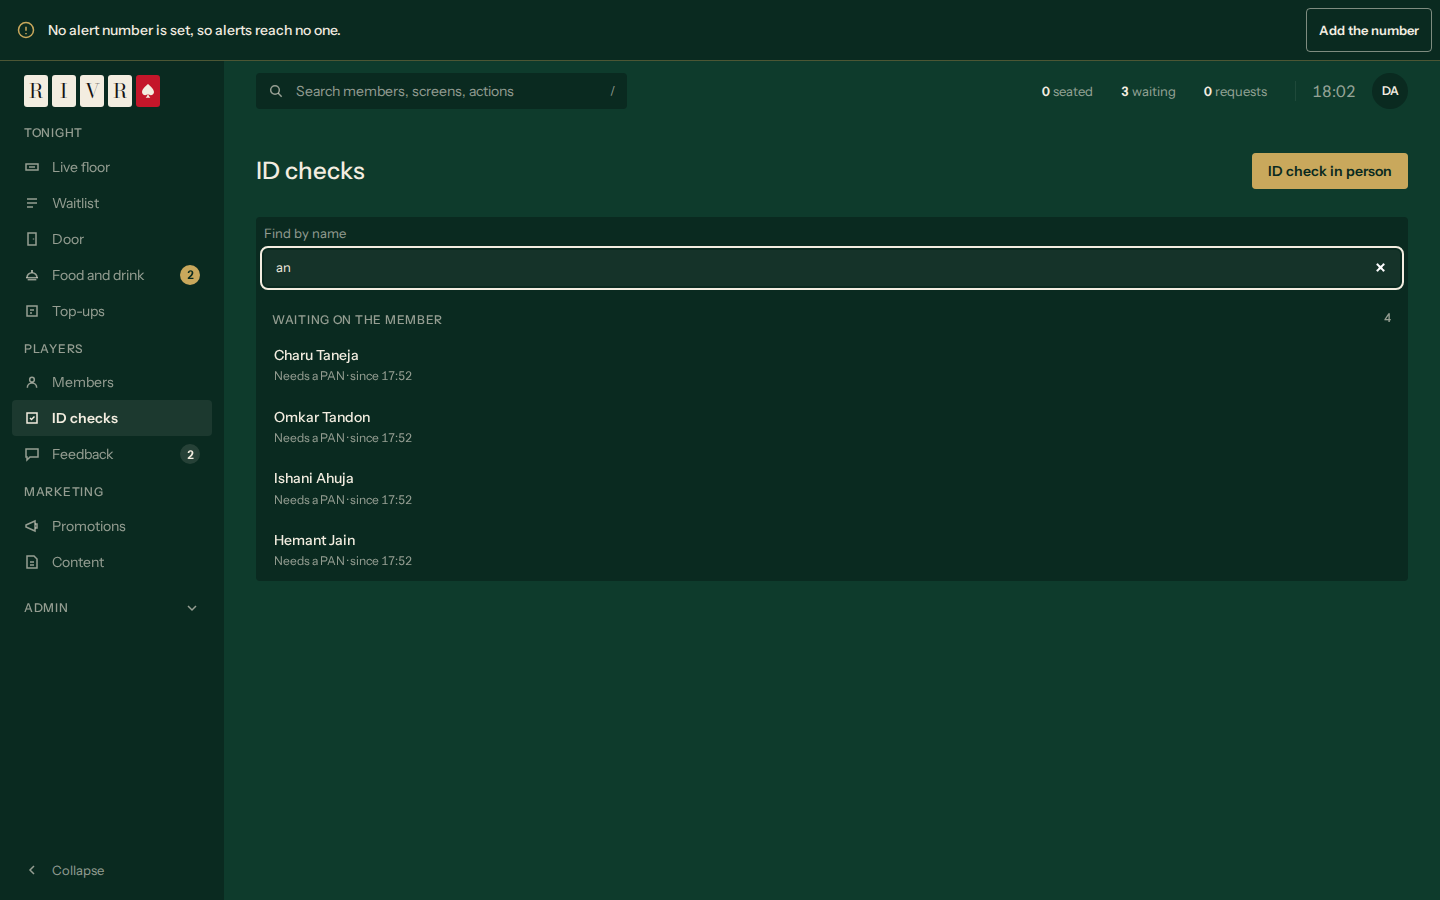 No alert number is set, so alerts reach no one.
Add the number
R I V R
Search members, screens, actions /
0 seated 3 waiting 0 requests 18:02 DA
TONIGHT
Live floor
Waitlist
Door
Food and drink 2
Top-ups
PLAYERS
Members
ID checks
Feedback 2
MARKETING
Promotions
Content
ADMIN
Collapse
ID checks
ID check in person
Find by name
an
WAITING ON THE MEMBER 4
Charu Taneja
Needs a PAN · since 17:52
Omkar Tandon
Needs a PAN · since 17:52
Ishani Ahuja
Needs a PAN · since 17:52
Hemant Jain
Needs a PAN · since 17:52